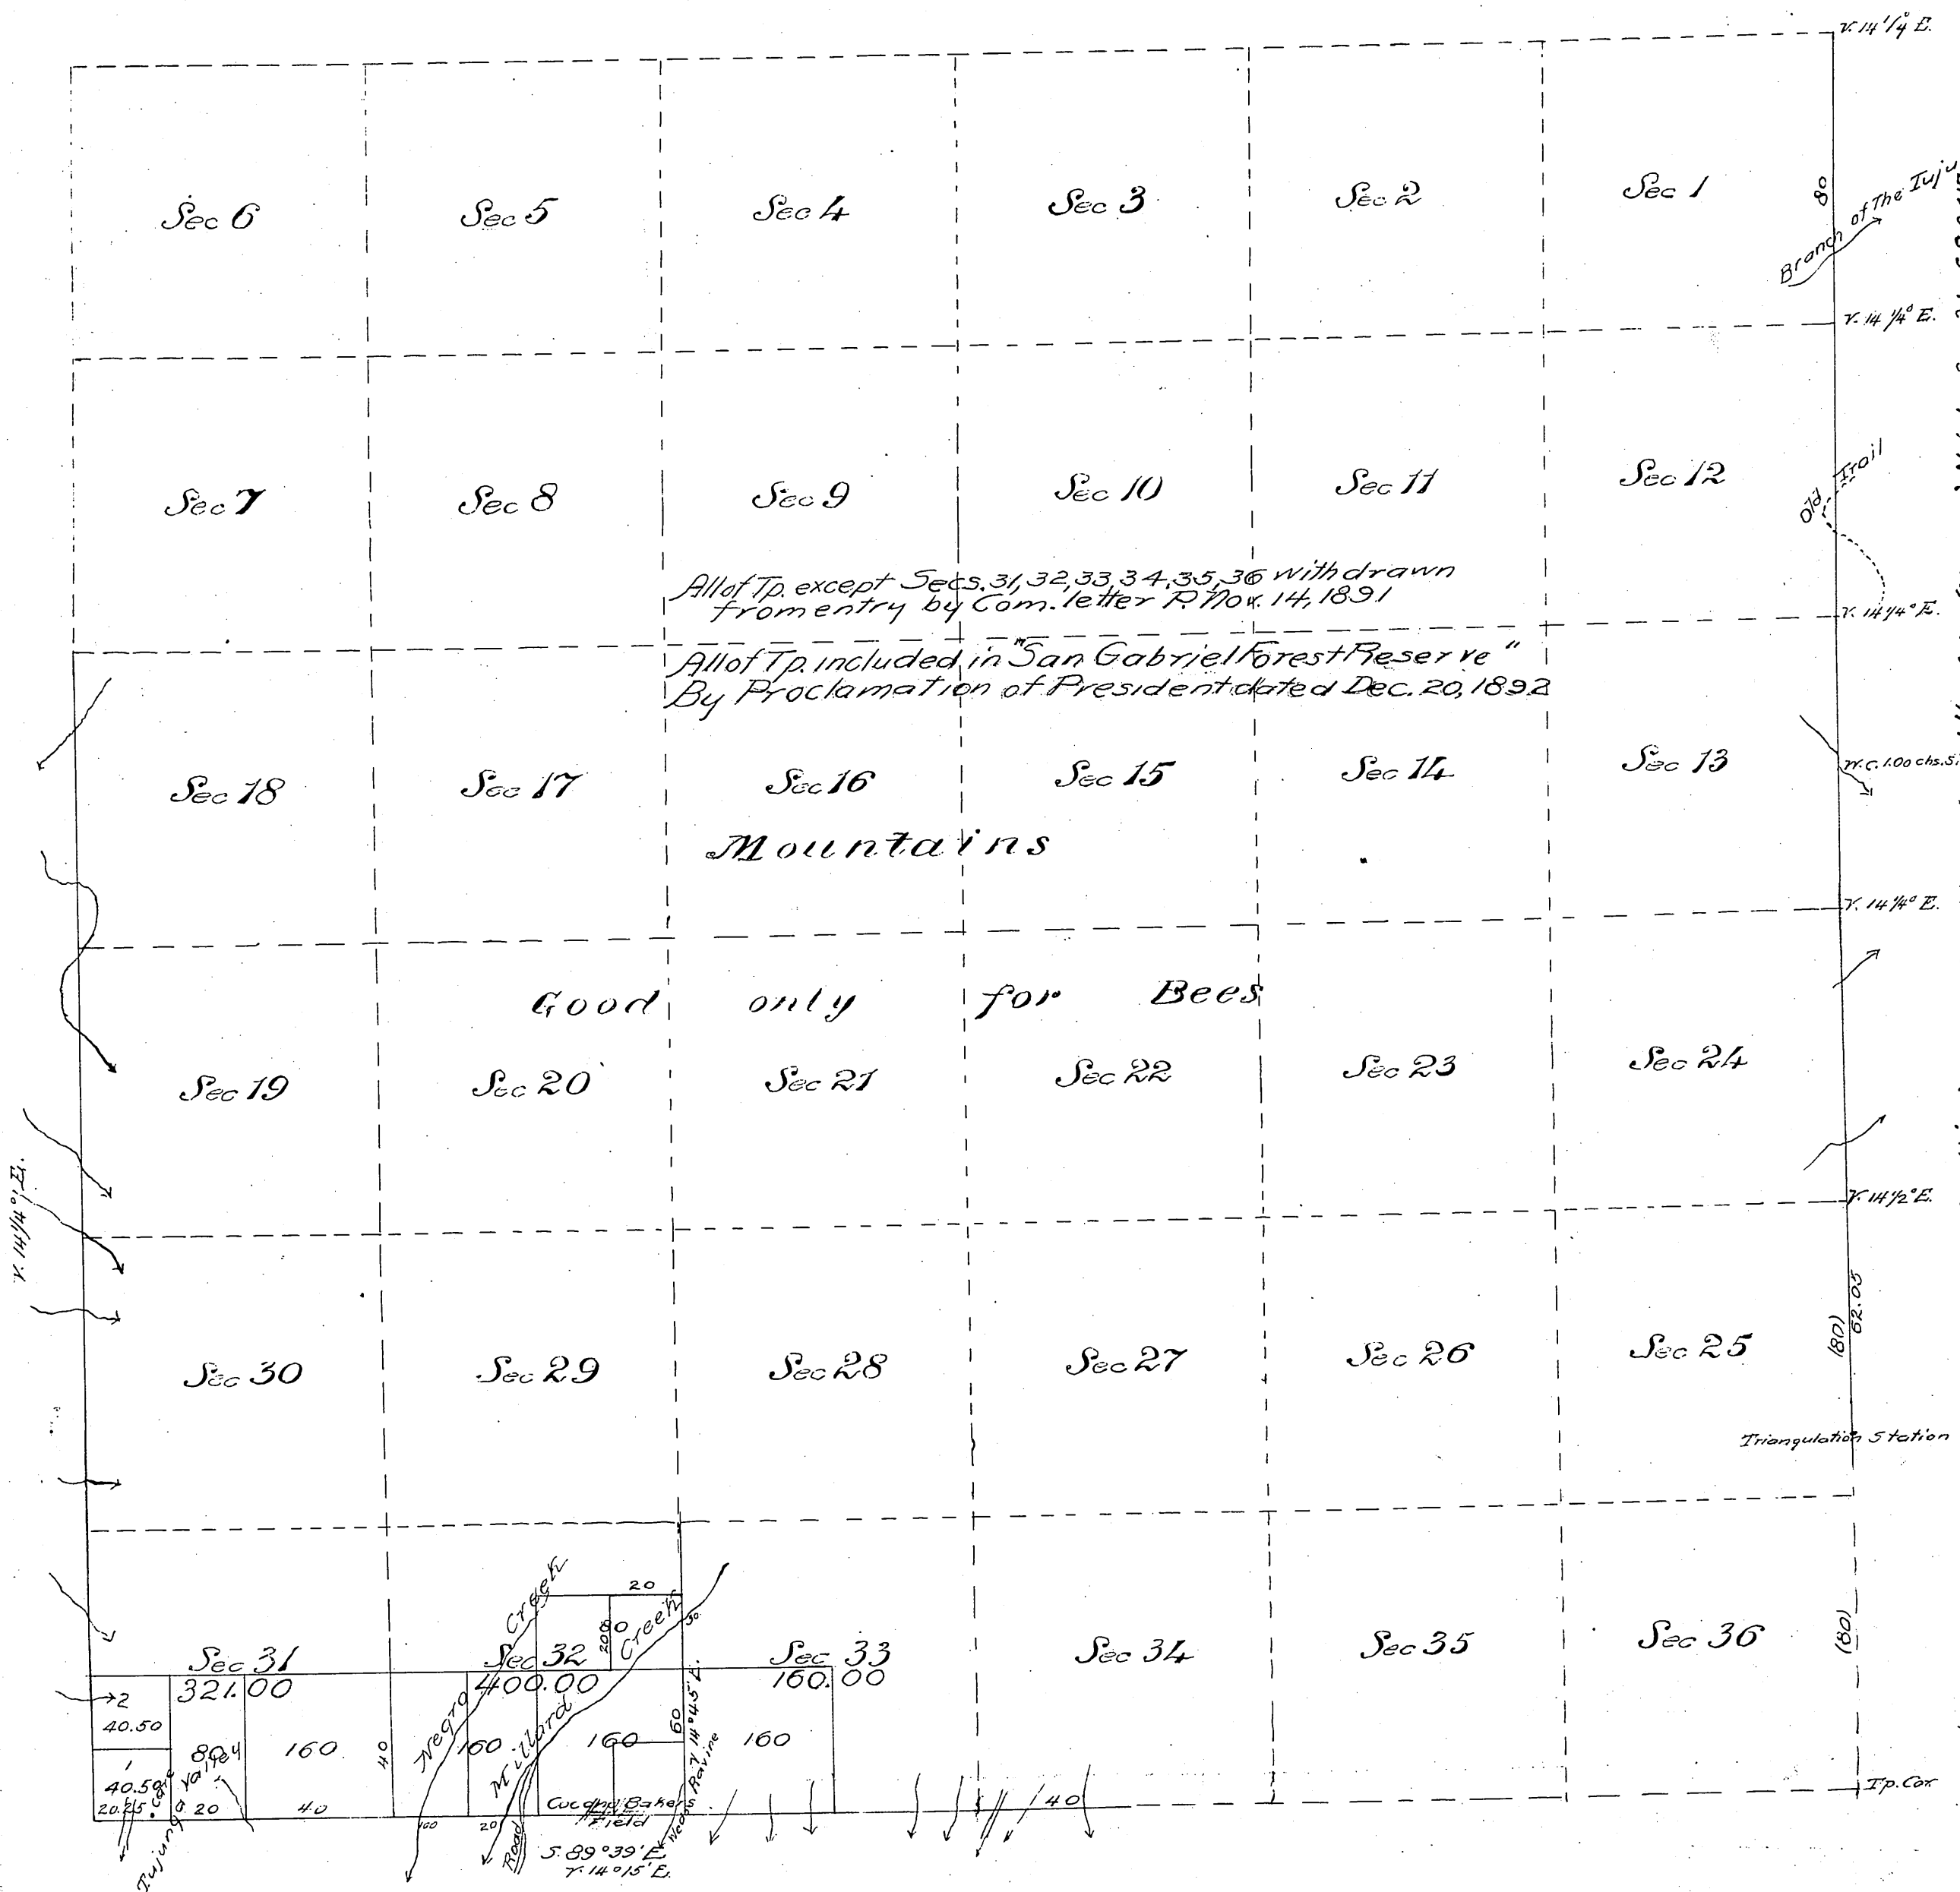 V. 14 1/4° E.
Sec 6
Sec 5
Sec 4
Sec 3
Sec 2
Sec 1
80
Branch of The Tuju
V. 14 1/4° E.
Sec 7
Sec 8
Sec 9
Sec 10
Sec 11
Sec 12
Old Trail
All of Tp. except Secs. 31, 32, 33, 34, 35, 36 withdrawn
from entry by Com. letter P. Nov. 14, 1891
V. 14 1/4° E.
All of Tp. included in "San Gabriel Forest Reserve"
By Proclamation of President dated Dec. 20, 1892
Sec 18
Sec 17
Sec 16
Sec 15
Sec 14
Sec 13
W.C. 1.00 chs. S.
Mountains
V. 14 1/4° E.
Good only for Bees
Sec 19
Sec 20
Sec 21
Sec 22
Sec 23
Sec 24
V. 14 1/4° E.
V. 14 1/2° E.
Sec 30
Sec 29
Sec 28
Sec 27
Sec 26
Sec 25
(80)
62.05
Triangulation Station
20
80
20
30
Negro Creek
Millard Creek
Sec 31
321.00
Sec 32
400.00
Sec 33
160.00
Sec 34
Sec 35
Sec 36
(80)
2
40.50
80
160
40
160
160
60
V. 14° 45' E.
160
1
40.50
20.25
20
40
Tujunga Valley
160
20
Road
Cuc and Bakers
Field
Ravine
140
Tp. Cor.
S. 89° 39' E.
V. 14° 15' E.